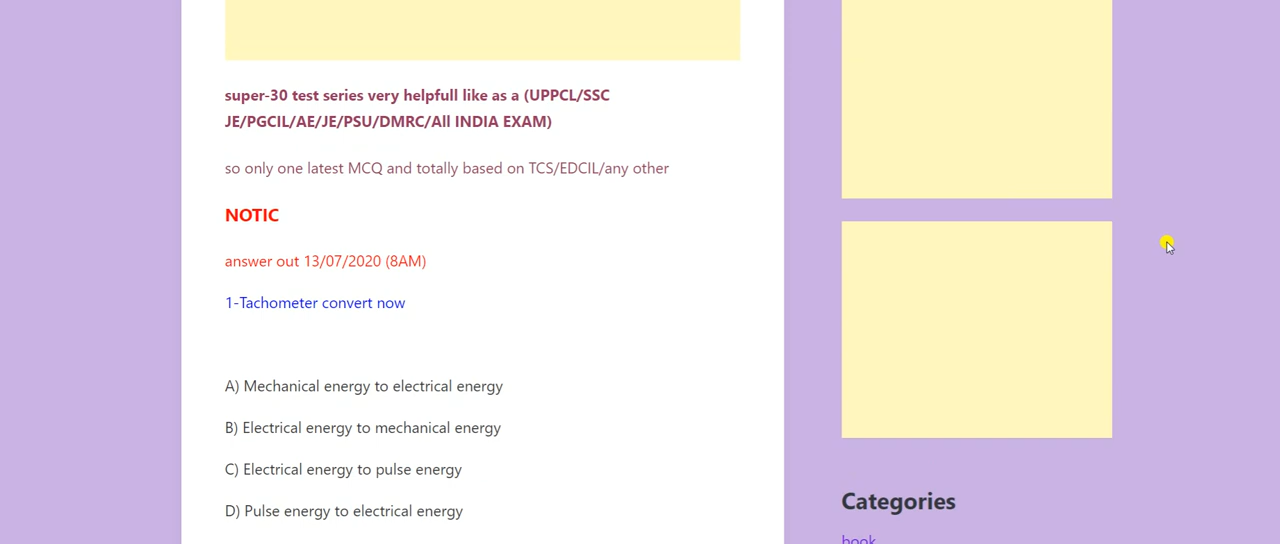 super-30 test series very helpfull like as a (UPPCL/SSC
JE/PGCIL/AE/JE/PSU/DMRC/All INDIA EXAM)
so only one latest MCQ and totally based on TCS/EDCIL/any other
NOTIC
answer out 13/07/2020 (8AM)
1-Tachometer convert now
A) Mechanical energy to electrical energy
B) Electrical energy to mechanical energy
C) Electrical energy to pulse energy
D) Pulse energy to electrical energy
Categories
book